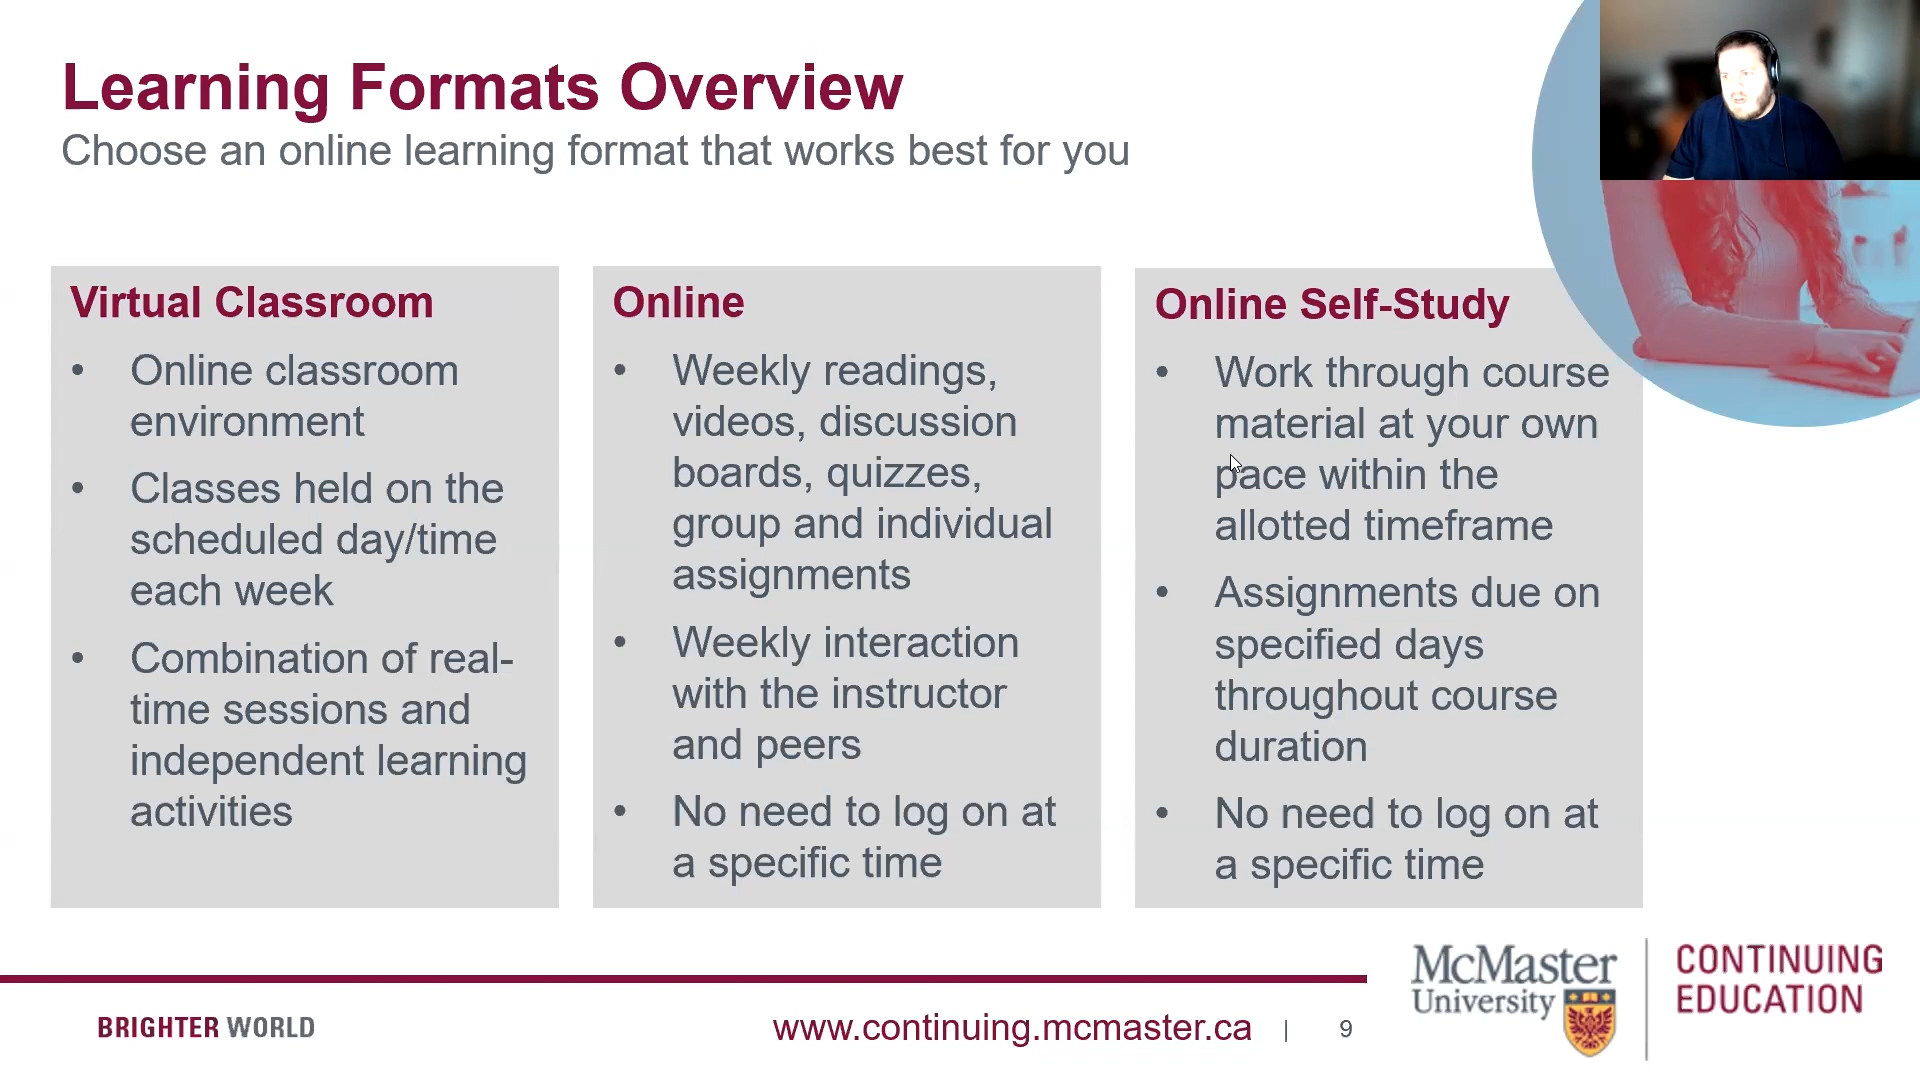 Learning Formats Overview
Choose an online learning format that works best for you
Virtual Classroom
• Online classroom
environment
• Classes held on the
scheduled day/time
each week
• Combination of real-
time sessions and
independent learning
activities
Online
• Weekly readings,
videos, discussion
boards, quizzes,
group and individual
assignments
• Weekly interaction
with the instructor
and peers
• No need to log on at
a specific time
Online Self-Study
• Work through course
material at your own
pace within the
allotted timeframe
• Assignments due on
specified days
throughout course
duration
• No need to log on at
a specific time
BRIGHTER WORLD
www.continuing.mcmaster.ca | 9
McMaster
University
CONTINUING
EDUCATION